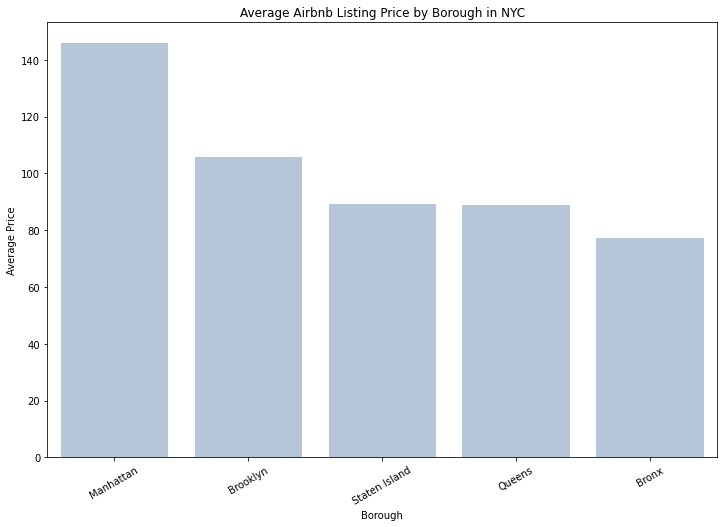 Average Airbnb Listing Price by Borough in NYC
Average Price
140
120
100
80
60
40
20
0
Manhattan
Brooklyn
Staten Island
Queens
Bronx
Borough